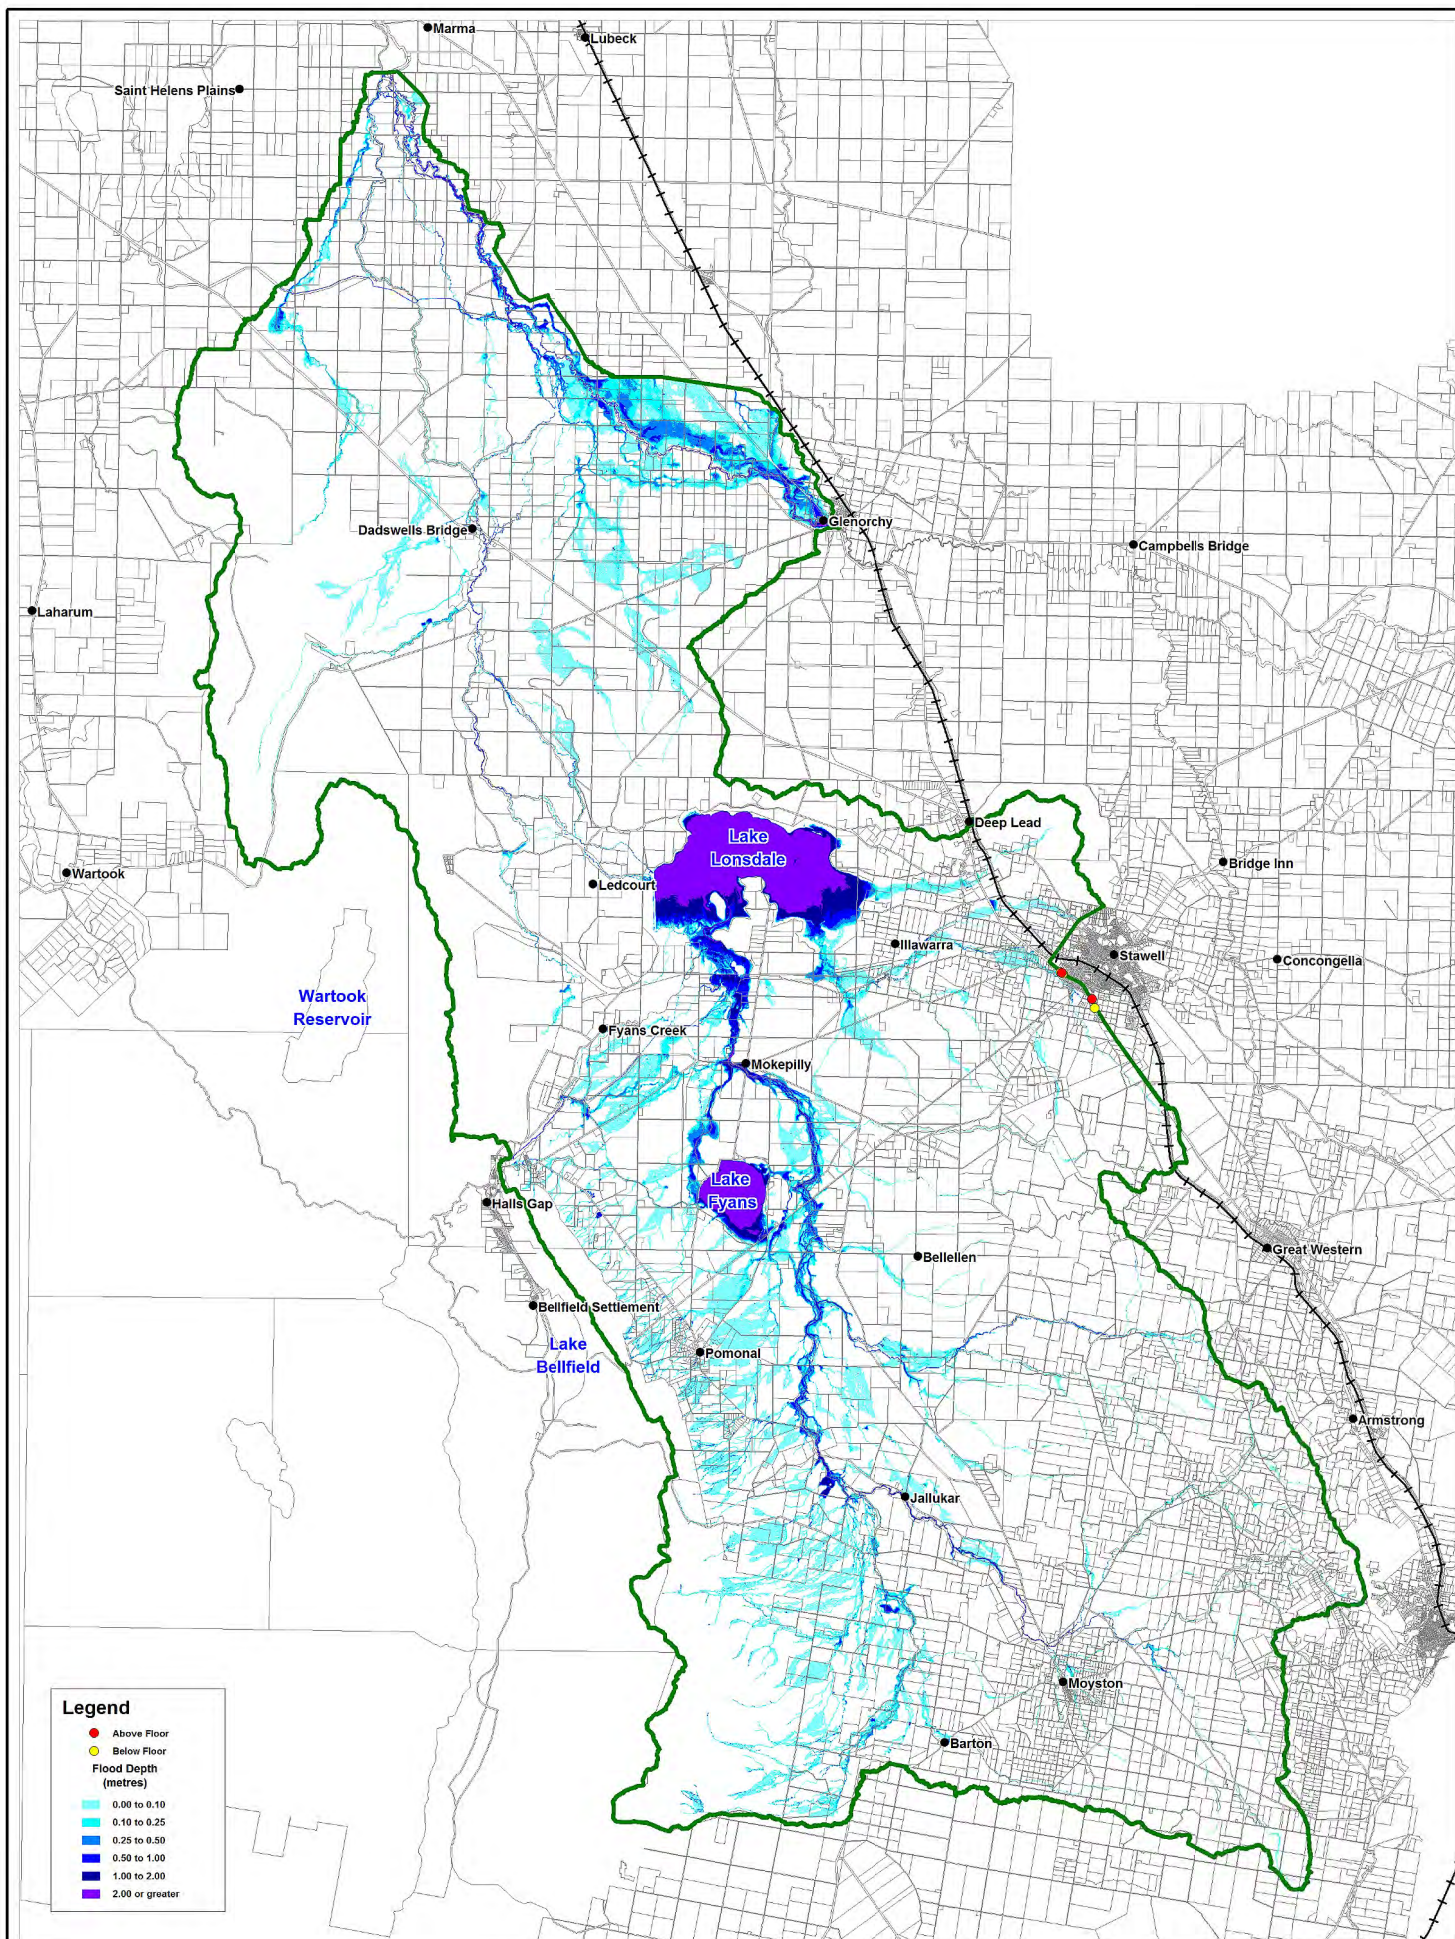 Marma
Lubeck
Saint Helens Plains
Glenorchy
Dadswells Bridge
Campbells Bridge
Laharum
Deep Lead
Lake
Lonsdale
Bridge Inn
Wartook
Ledcourt
Illawarra
Stawell
Concongella
Wartook
Reservoir
Fyans Creek
Mokepilly
Lake
Fyans
Halls Gap
Great Western
Bellellen
Bellfield Settlement
Lake
Bellfield
Pomonal
Armstrong
Jallukar
Moyston
Barton
Legend
Above Floor
Below Floor
Flood Depth
(metres)
0.00 to 0.10
0.10 to 0.25
0.25 to 0.50
0.50 to 1.00
1.00 to 2.00
2.00 or greater